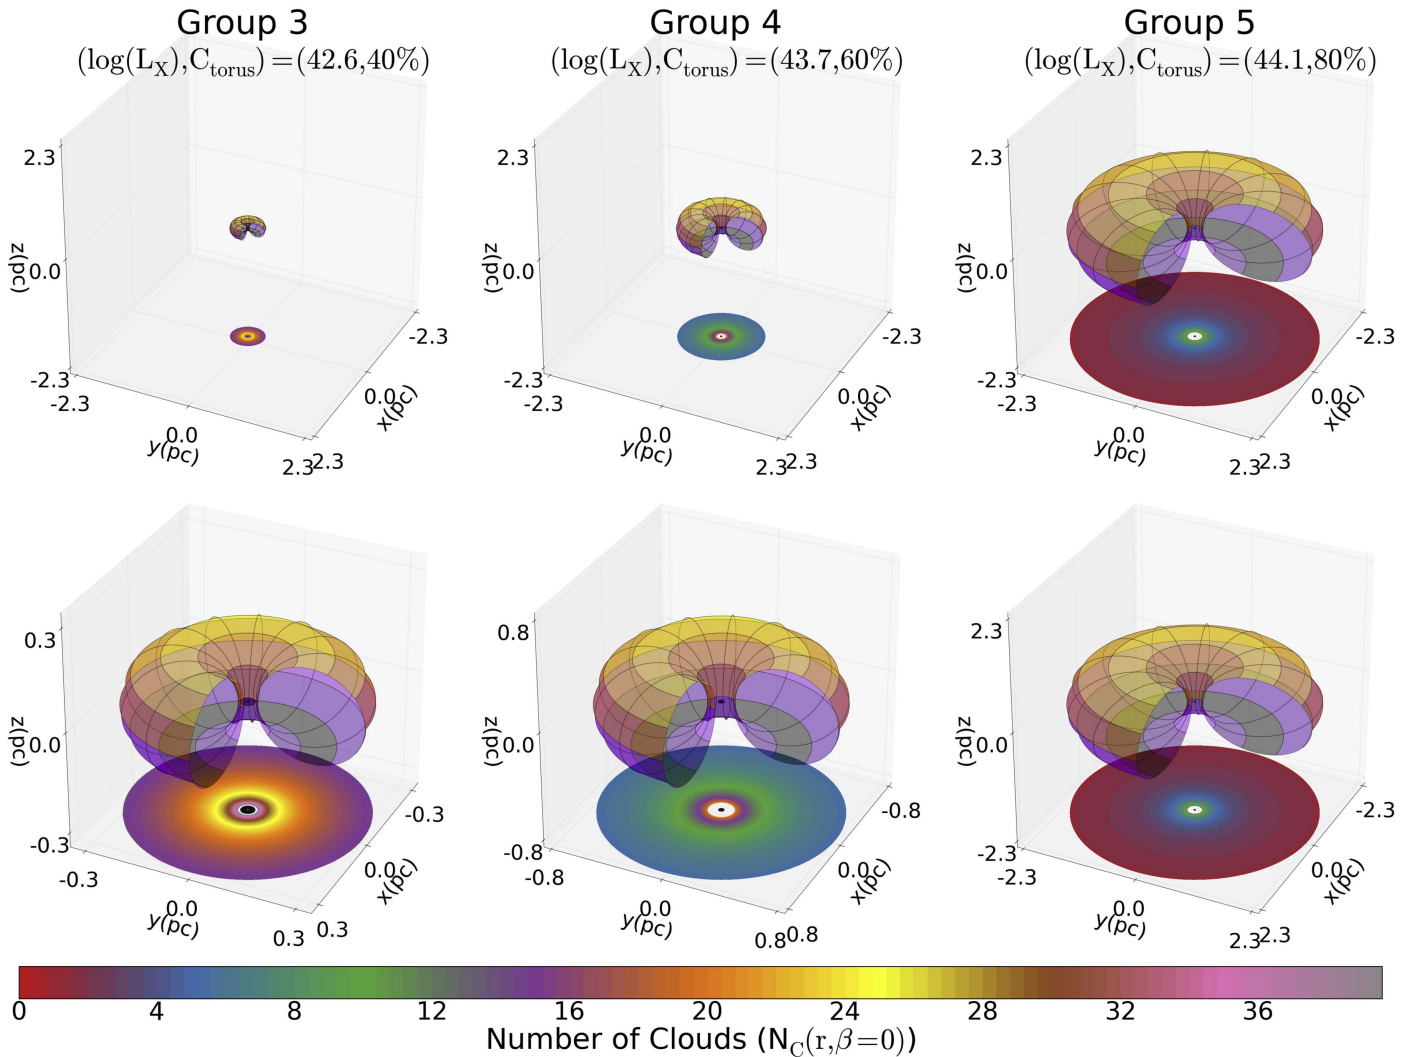 Group 3
Group 4
Group 5
(log(L_X),C_torus)=(42.6,40%)
(log(L_X),C_torus)=(43.7,60%)
(log(L_X),C_torus)=(44.1,80%)
2.3
z(pc)
0.0
-2.3
-2.3
0.0
y(pc)
2.3
2.3
0.0
x(pc)
-2.3
2.3
z(pc)
0.0
-2.3
-2.3
0.0
y(pc)
2.3
2.3
0.0
x(pc)
-2.3
2.3
z(pc)
0.0
-2.3
-2.3
0.0
y(pc)
2.3
2.3
0.0
x(pc)
-2.3
0.3
z(pc)
0.0
-0.3
-0.3
0.0
y(pc)
0.3
0.3
0.0
x(pc)
-0.3
0.8
z(pc)
0.0
-0.8
-0.8
0.0
y(pc)
0.8
0.8
0.0
x(pc)
-0.8
2.3
z(pc)
0.0
-2.3
-2.3
0.0
y(pc)
2.3
2.3
0.0
x(pc)
-2.3
0 4 8 12 16 20 24 28 32 36
Number of Clouds (N_C(r,β=0))